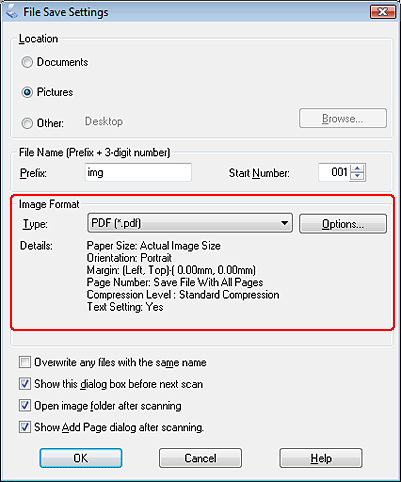 File Save Settings
Location
Documents
Pictures
Other: Desktop Browse...
File Name (Prefix + 3-digit number)
Prefix: img Start Number: 001
Image Format
Type: PDF (*.pdf) Options...
Details: Paper Size: Actual Image Size
Orientation: Portrait
Margin: (Left, Top)-( 0.00mm, 0.00mm)
Page Number: Save File With All Pages
Compression Level : Standard Compression
Text Setting: Yes
Overwrite any files with the same name
Show this dialog box before next scan
Open image folder after scanning
Show Add Page dialog after scanning.
OK Cancel Help